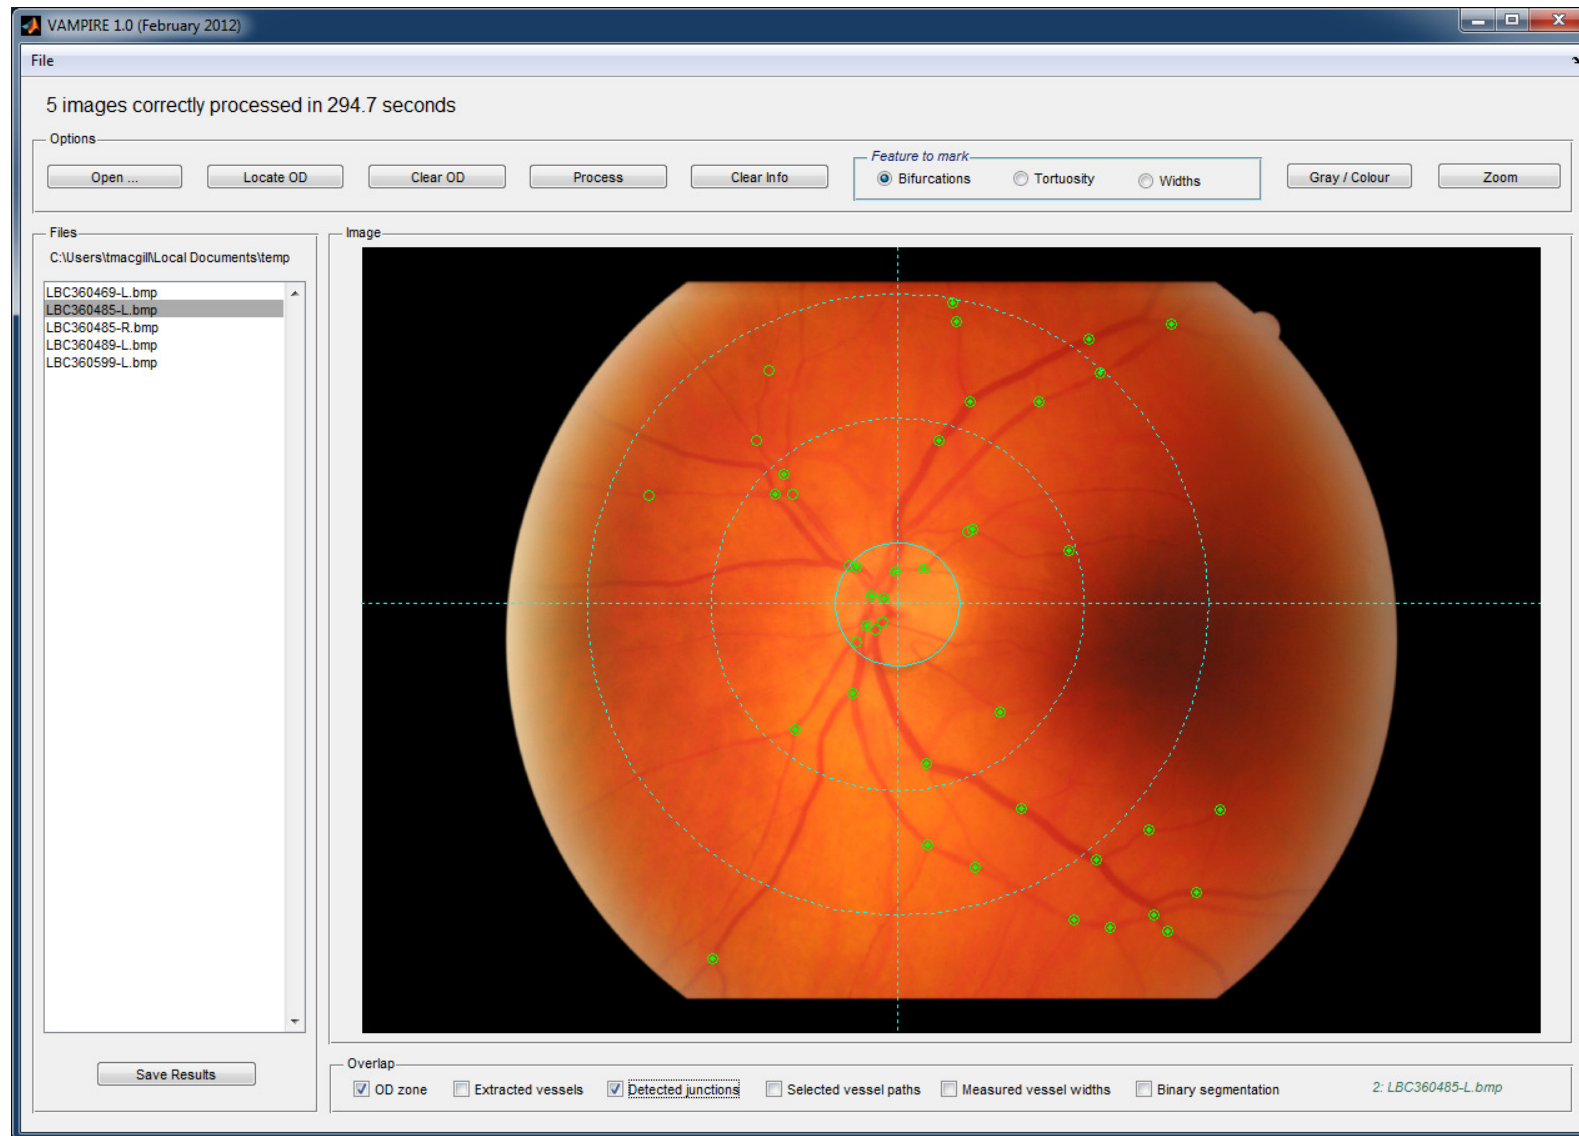 VAMPIRE 1.0 (February 2012)
File
5 images correctly processed in 294.7 seconds
Options
Open ...
Locate OD
Clear OD
Process
Clear Info
Feature to mark
Bifurcations
Tortuosity
Widths
Gray / Colour
Zoom
Files
C:\Users\tmacgill\Local Documents\temp
LBC360469-L.bmp
LBC360485-L.bmp
LBC360485-R.bmp
LBC360489-L.bmp
LBC360599-L.bmp
Save Results
Image
Overlap
OD zone
Extracted vessels
Detected junctions
Selected vessel paths
Measured vessel widths
Binary segmentation
2: LBC360485-L.bmp